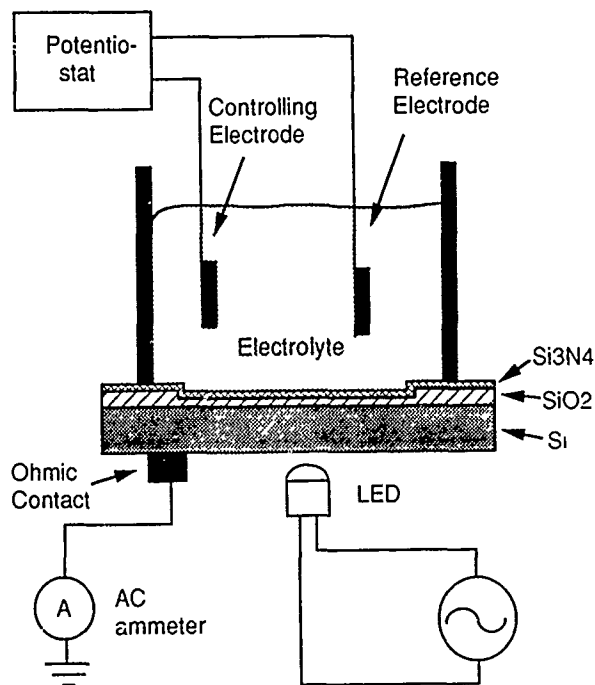 Potentio-
stat
Controlling
Electrode
Reference
Electrode
Electrolyte
Si3N4
SiO2
Si
Ohmic
Contact
LED
A
AC
ammeter